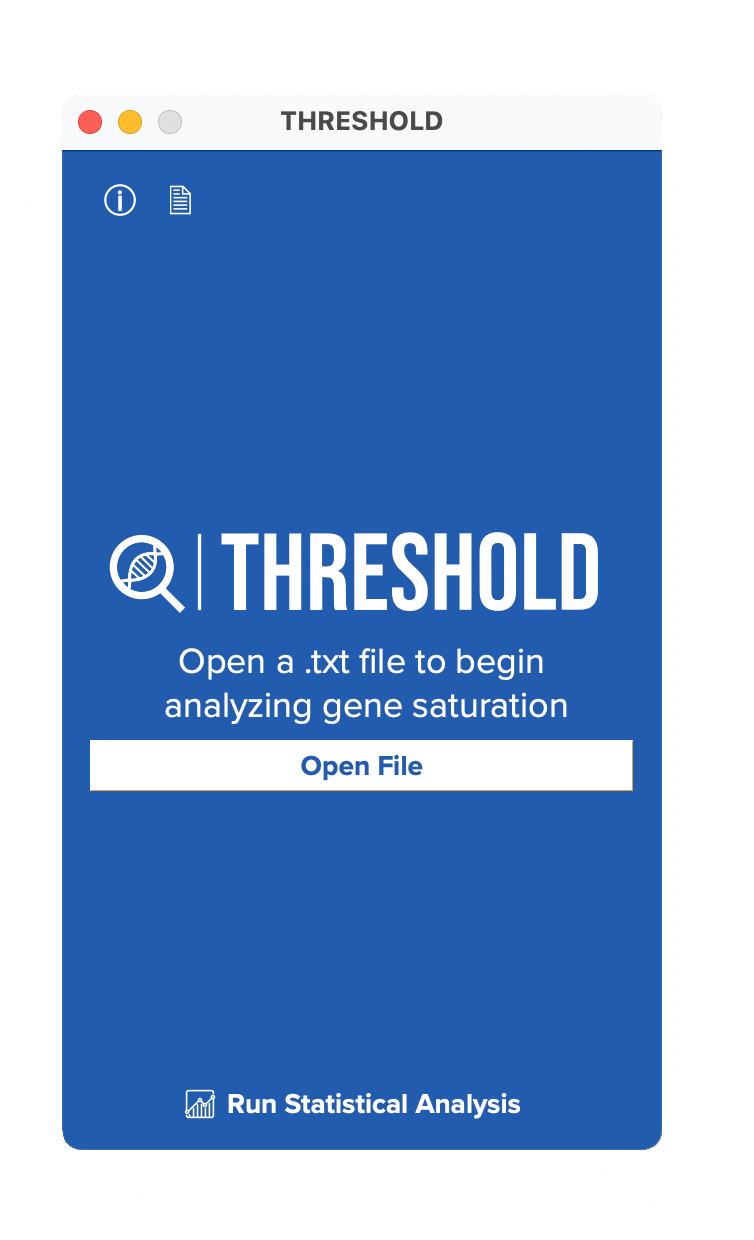 THRESHOLD
THRESHOLD
Open a .txt file to begin
analyzing gene saturation
Open File
Run Statistical Analysis